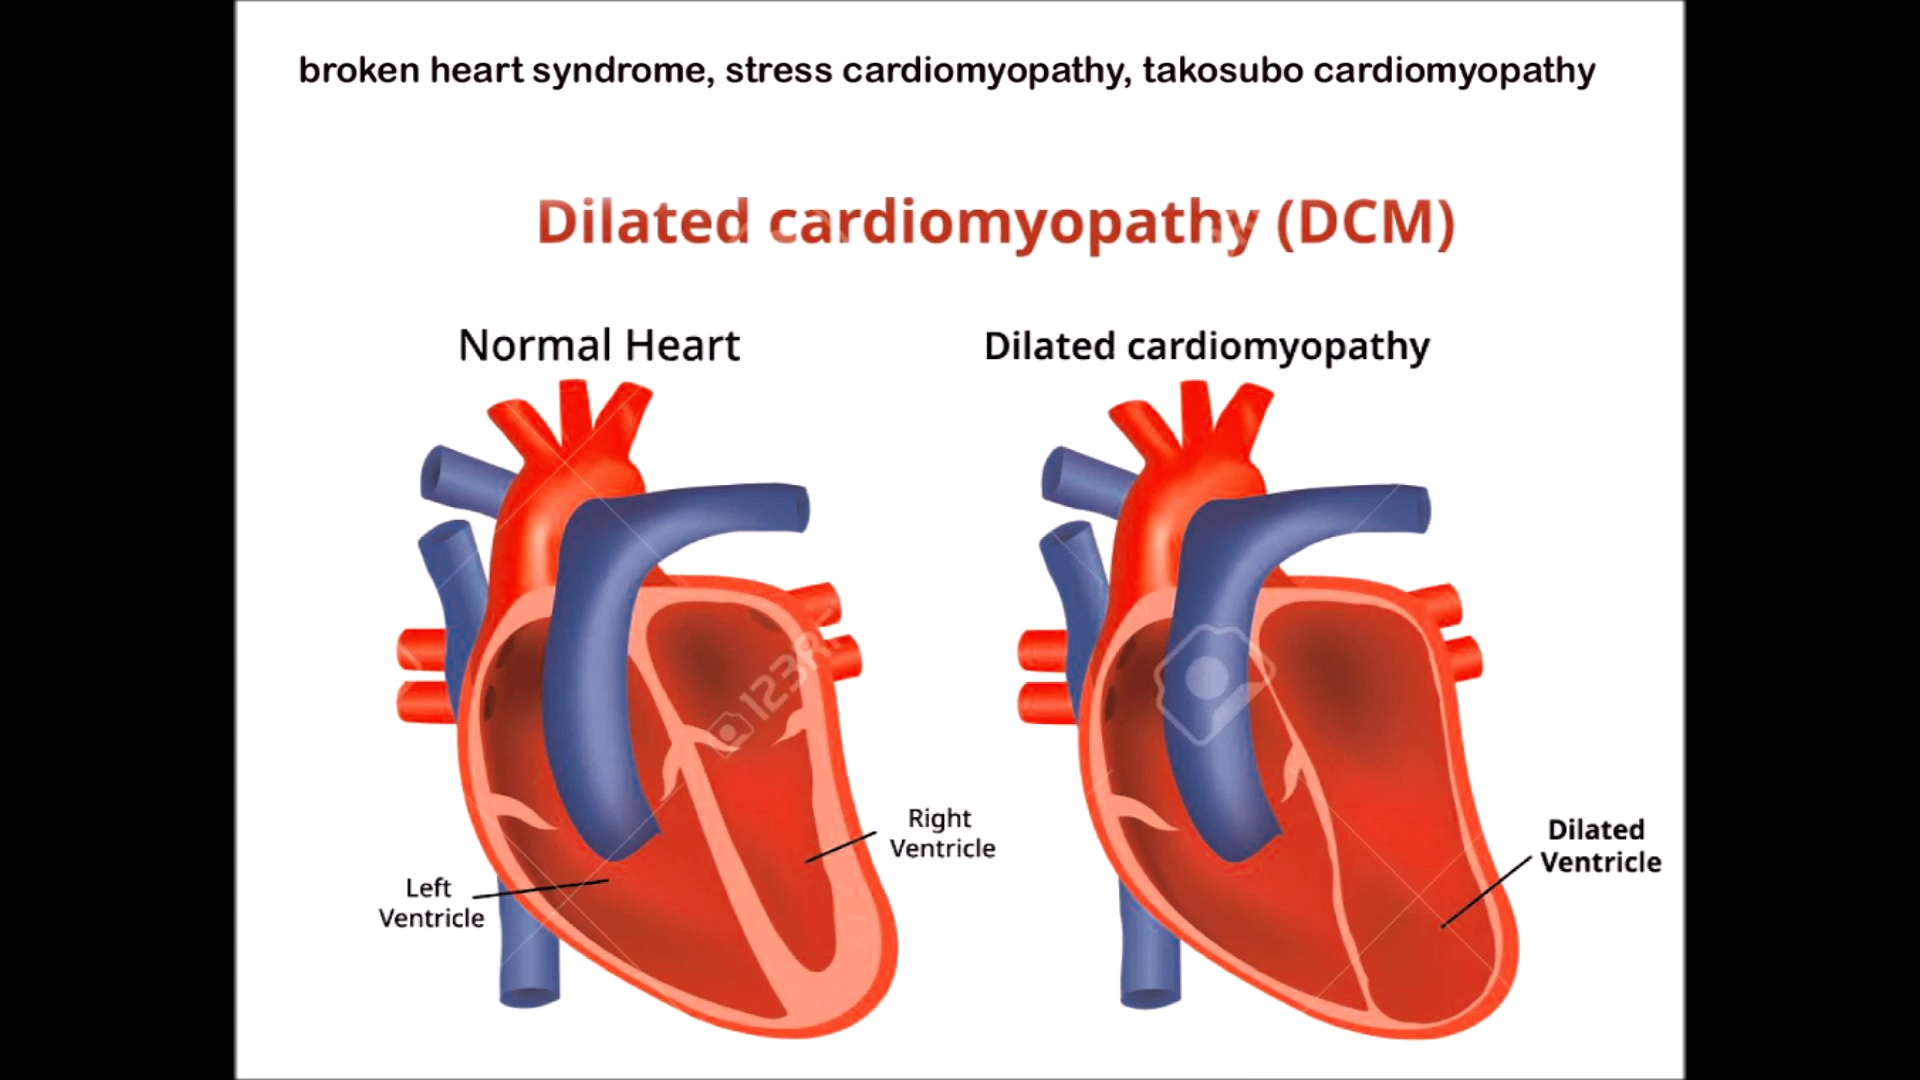 broken heart syndrome, stress cardiomyopathy, takosubo cardiomyopathy
Dilated cardiomyopathy (DCM)
Normal Heart
Dilated cardiomyopathy
Right
Ventricle
Left
Ventricle
Dilated
Ventricle
123RF